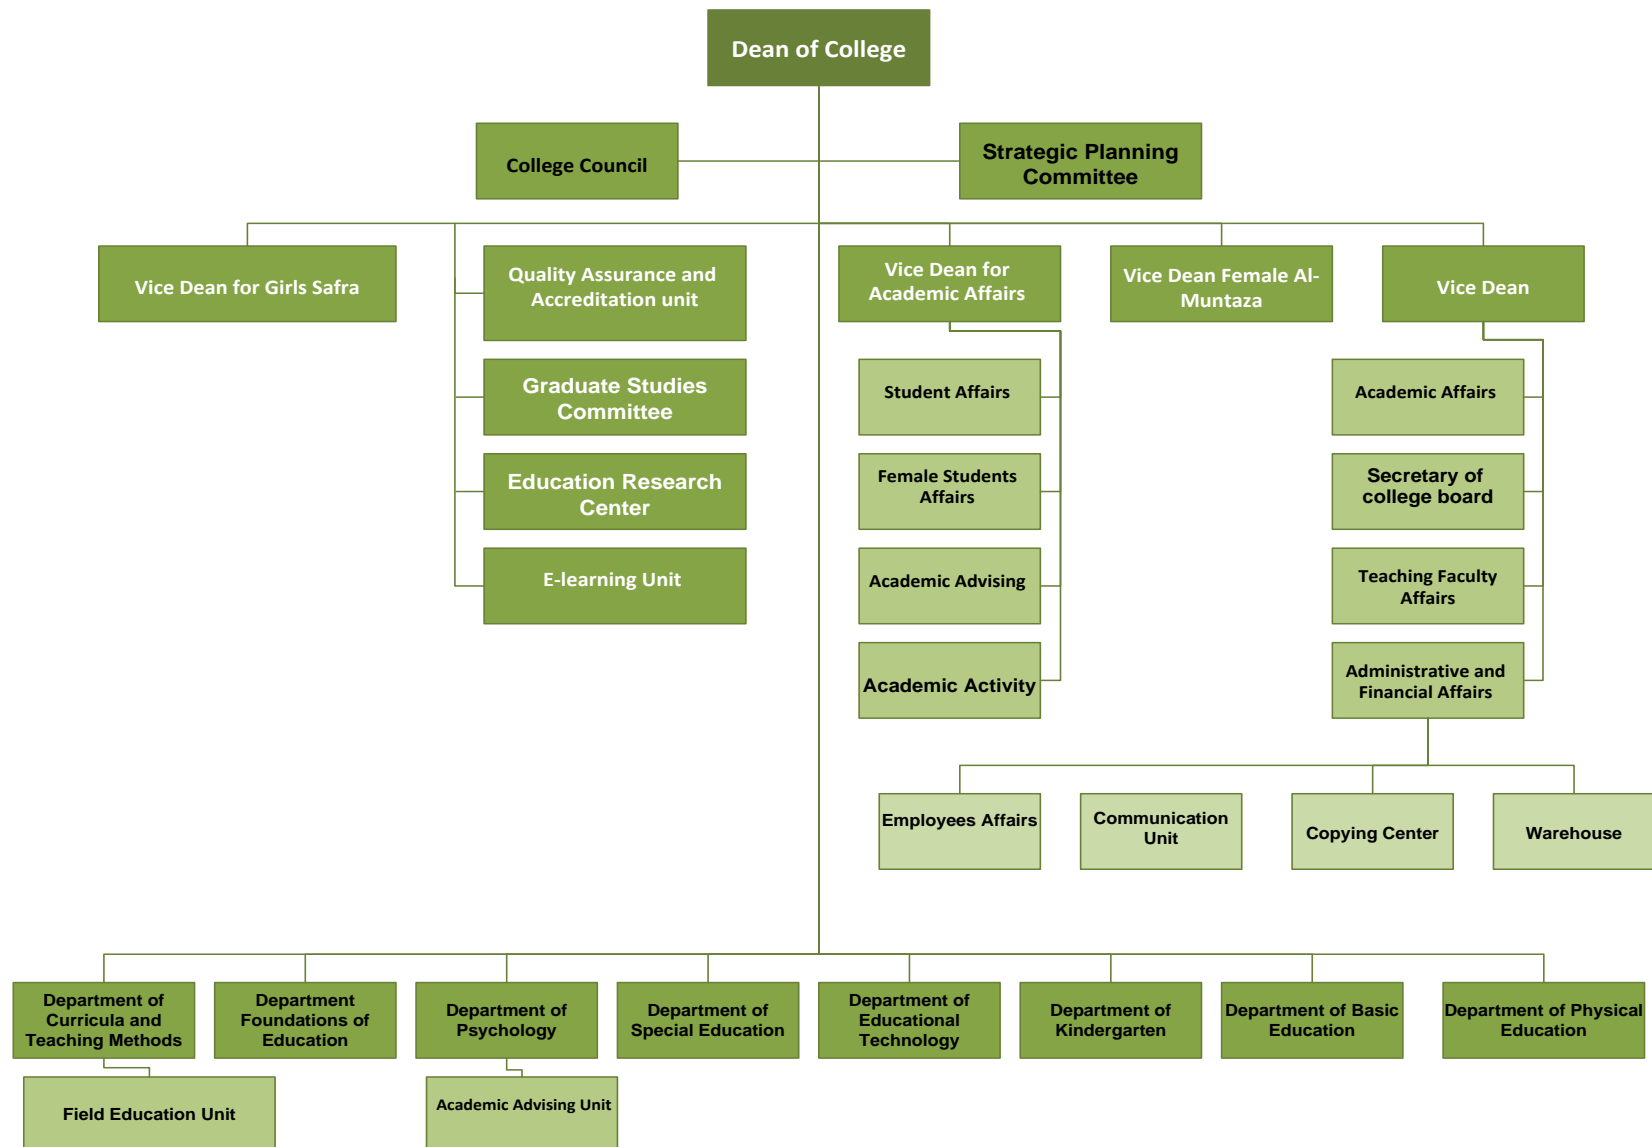 Dean of College
College Council
Strategic Planning
Committee
Vice Dean for Girls Safra
Quality Assurance and
Accreditation unit
Vice Dean for
Academic Affairs
Vice Dean Female Al-
Muntaza
Vice Dean
Graduate Studies
Committee
Education Research
Center
E-learning Unit
Student Affairs
Female Students
Affairs
Academic Advising
Academic Activity
Academic Affairs
Secretary of
college board
Teaching Faculty
Affairs
Administrative and
Financial Affairs
Employees Affairs
Communication
Unit
Copying Center
Warehouse
Department of
Curricula and
Teaching Methods
Department
Foundations of
Education
Department of
Psychology
Department of
Special Education
Department of
Educational
Technology
Department of
Kindergarten
Department of Basic
Education
Department of Physical
Education
Field Education Unit
Academic Advising Unit